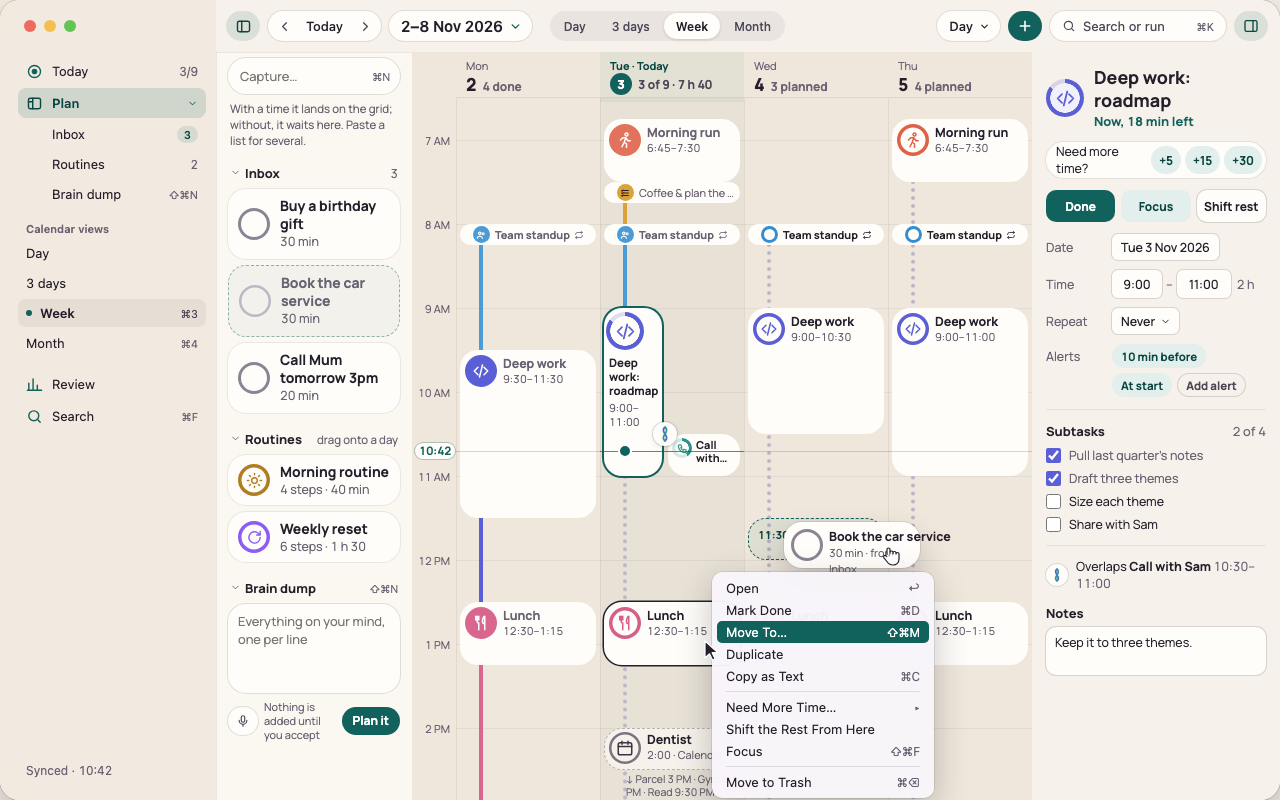 Today 3/9
Plan
Inbox 3
Routines 2
Brain dump ⇧⌘N
Calendar views
Day
3 days
Week ⌘3
Month ⌘4
Review
Search ⌘F
Synced · 10:42
Today
2–8 Nov 2026
Day 3 days Week Month
Day
Search or run ⌘K
Capture... ⌘N
With a time it lands on the grid;
without, it waits here. Paste a
list for several.
Inbox 3
Buy a birthday
gift
30 min
Book the car
service
30 min
Call Mum
tomorrow 3pm
20 min
Routines drag onto a day
Morning routine
4 steps · 40 min
Weekly reset
6 steps · 1 h 30
Brain dump ⇧⌘N
Everything on your mind,
one per line
Nothing is
added until
you accept
Plan it
Mon
2 4 done
Tue · Today
3 3 of 9 · 7 h 40
Wed
4 3 planned
Thu
5 4 planned
7 AM
8 AM
9 AM
10 AM
10:42
11 AM
12 PM
1 PM
2 PM
Team standup
Deep work
9:30–11:30
Lunch
12:30–1:15
Morning run
6:45–7:30
Coffee & plan the ...
Team standup
Deep
work:
roadmap
9:00–
11:00
Call
with...
Lunch
12:30–1:15
Dentist
2:00 · Calend
↓ Parcel 3 PM · Gy
PM · Read 9:30 PM
Team standup
Deep work
9:00–10:30
11:30
Book the car service
30 min · from
Inbox
Morning run
6:45–7:30
Team standup
Deep work
9:00–11:00
Lunch
12:30–1:15
Open ↩
Mark Done ⌘D
Move To... ⇧⌘M
Duplicate
Copy as Text ⌘C
Need More Time... ▸
Shift the Rest From Here
Focus ⇧⌘F
Move to Trash ⌘⌫
Deep work:
roadmap
Now, 18 min left
Need more
time?
+5 +15 +30
Done Focus Shift rest
Date Tue 3 Nov 2026
Time 9:00 – 11:00 2 h
Repeat Never
Alerts 10 min before
At start Add alert
Subtasks 2 of 4
Pull last quarter's notes
Draft three themes
Size each theme
Share with Sam
Overlaps Call with Sam 10:30–
11:00
Notes
Keep it to three themes.